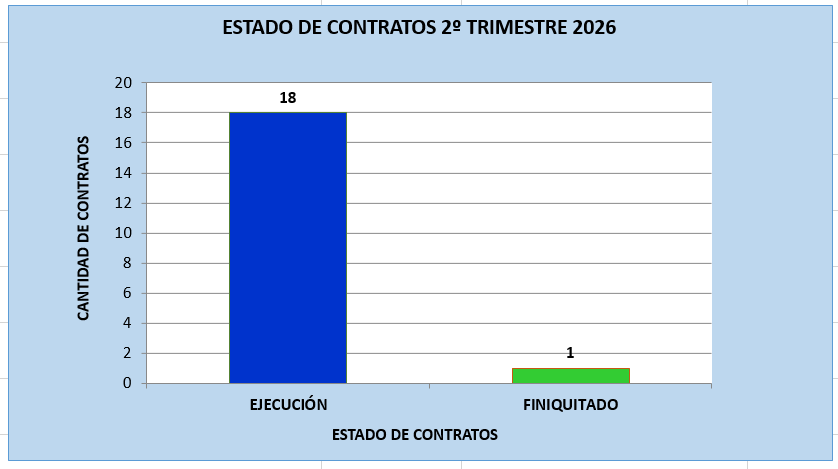 ESTADO DE CONTRATOS 2º TRIMESTRE 2026
CANTIDAD DE CONTRATOS
20
18
16
14
12
10
8
6
4
2
0
18
1
EJECUCIÓN
FINIQUITADO
ESTADO DE CONTRATOS